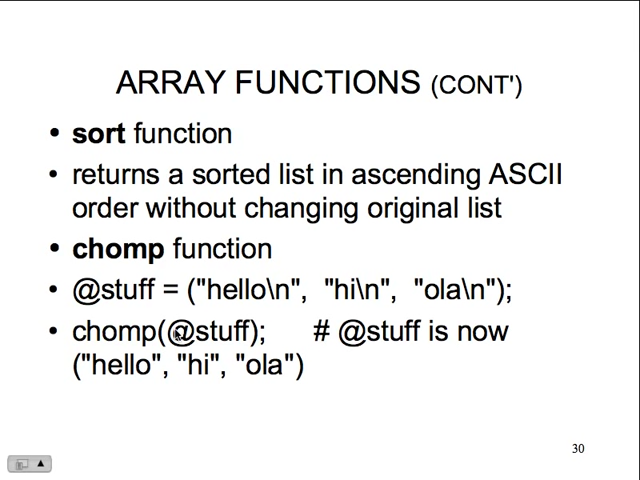 ARRAY FUNCTIONS (CONT')
• sort function
• returns a sorted list in ascending ASCII
order without changing original list
• chomp function
• @stuff = ("hello\n", "hi\n", "ola\n");
• chomp(@stuff); # @stuff is now
("hello", "hi", "ola")
30